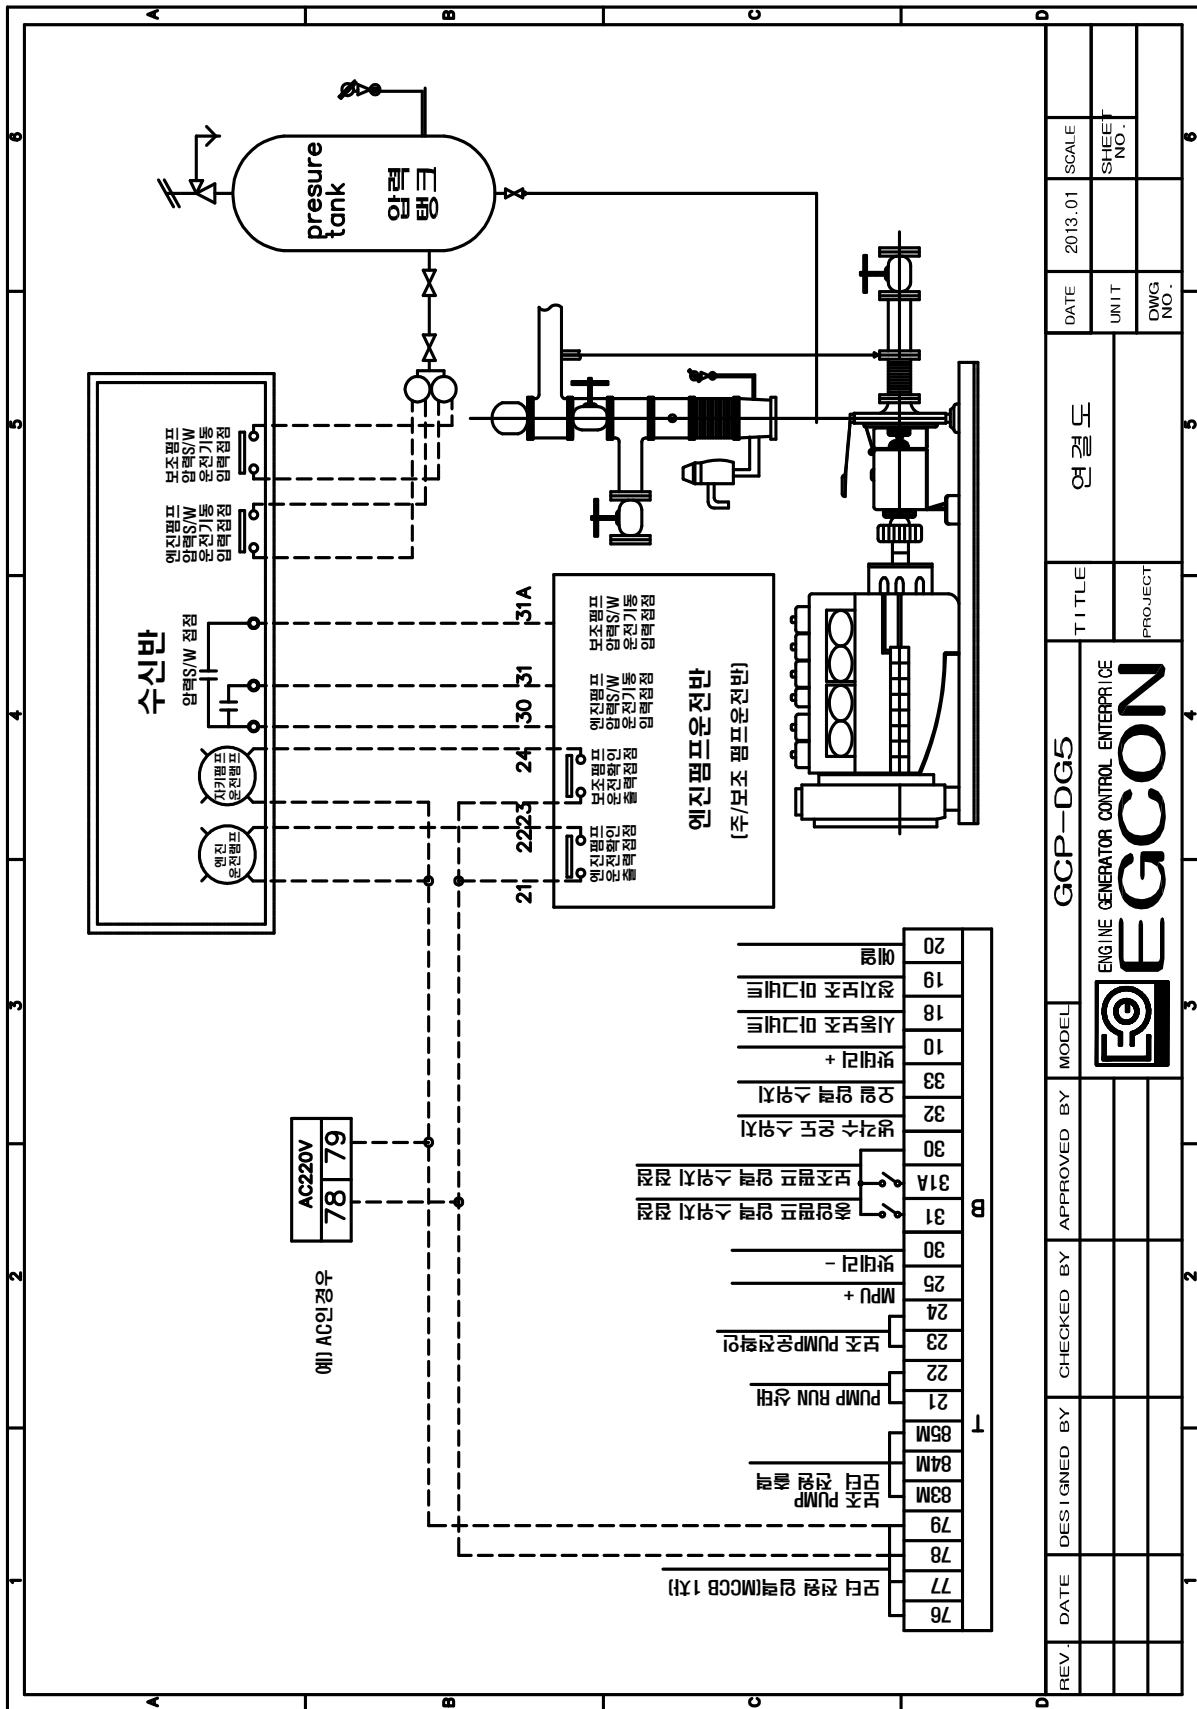 A
B
C
D
6
5
4
3
2
1
presure
tank
압력
탱크
수신반
압력S/W 접점
보조펌프
압력S/W
운전기동
입력접점
엔진펌프
압력S/W
운전기동
입력접점
자키펌프
운전램프
엔진
운전램프
31A
31
30
24
23
22
21
보조펌프
압력S/W
운전기동
입력접점
엔진펌프
압력S/W
운전기동
입력접점
보조펌프
운전확인
출력접점
엔진펌프
운전확인
출력접점
엔진펌프운전반
(주/보조 펌프운전반)
AC220V
78 79
(예) AC인경우
20 예열
19 정지보조 마그네트
18 시동보조 마그네트
10 밧데리 +
33 오일 압력 스위치
32 냉각수 온도 스위치
30
31A 보조펌프 압력 스위치 접점
31 충압펌프 압력 스위치 접점
30 밧데리 -
25 MPU +
24
23 보조 PUMP운전확인
22
21 PUMP RUN 상태
85M
84M
83M
보조 PUMP
모터 전원 출력
79
78
77
76
모터 전원 입력(MCCB 1차)
T
B
REV.
DATE
DESIGNED BY
CHECKED BY
APPROVED BY
MODEL
GCP-DG5
ENGINE GENERATOR CONTROL ENTERPRICE
EGCON
TITLE
연결도
PROJECT
DATE
2013.01
SCALE
UNIT
SHEET
NO.
DWG
NO.
A
B
C
D
6
5
4
3
2
1